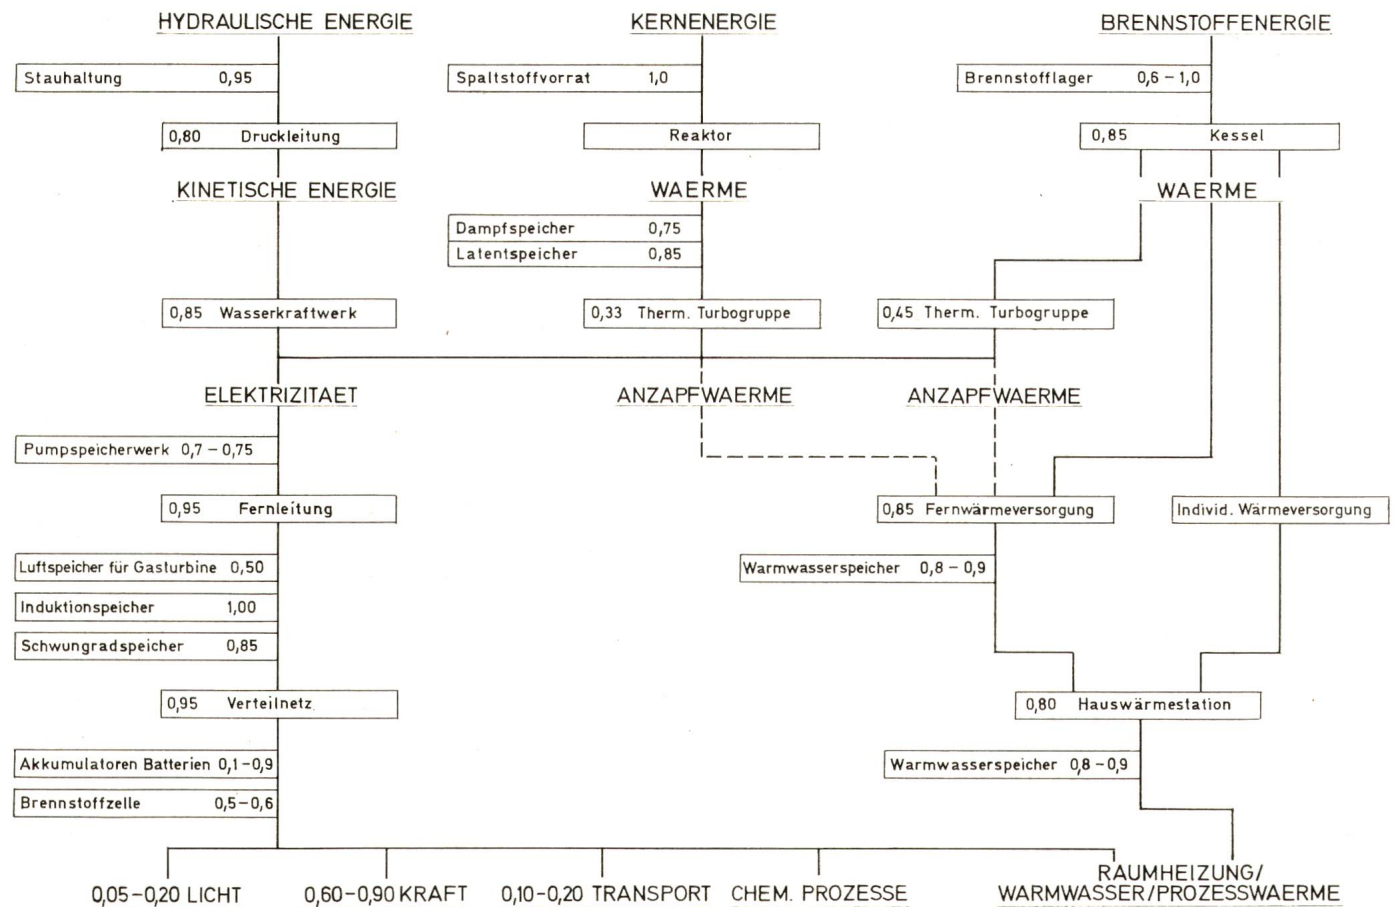 HYDRAULISCHE ENERGIE
KERNENERGIE
BRENNSTOFFENERGIE
Stauhaltung 0,95
Spaltstoffvorrat 1,0
Brennstofflager 0,6 – 1,0
0,80 Druckleitung
Reaktor
0,85 Kessel
KINETISCHE ENERGIE
WAERME
WAERME
Dampfspeicher 0,75
Latentspeicher 0,85
0,85 Wasserkraftwerk
0,33 Therm. Turbogruppe
0,45 Therm. Turbogruppe
ELEKTRIZITAET
ANZAPFWAERME
ANZAPFWAERME
Pumpspeicherwerk 0,7 – 0,75
0,95 Fernleitung
0,85 Fernwärmeversorgung
Individ. Wärmeversorgung
Luftspeicher für Gasturbine 0,50
Warmwasserspeicher 0,8 – 0,9
Induktionspeicher 1,00
Schwungradspeicher 0,85
0,95 Verteilnetz
0,80 Hauswärmestation
Akkumulatoren Batterien 0,1–0,9
Warmwasserspeicher 0,8–0,9
Brennstoffzelle 0,5–0,6
0,05–0,20 LICHT
0,60–0,90 KRAFT
0,10–0,20 TRANSPORT
CHEM. PROZESSE
RAUMHEIZUNG/
WARMWASSER/PROZESSWAERME